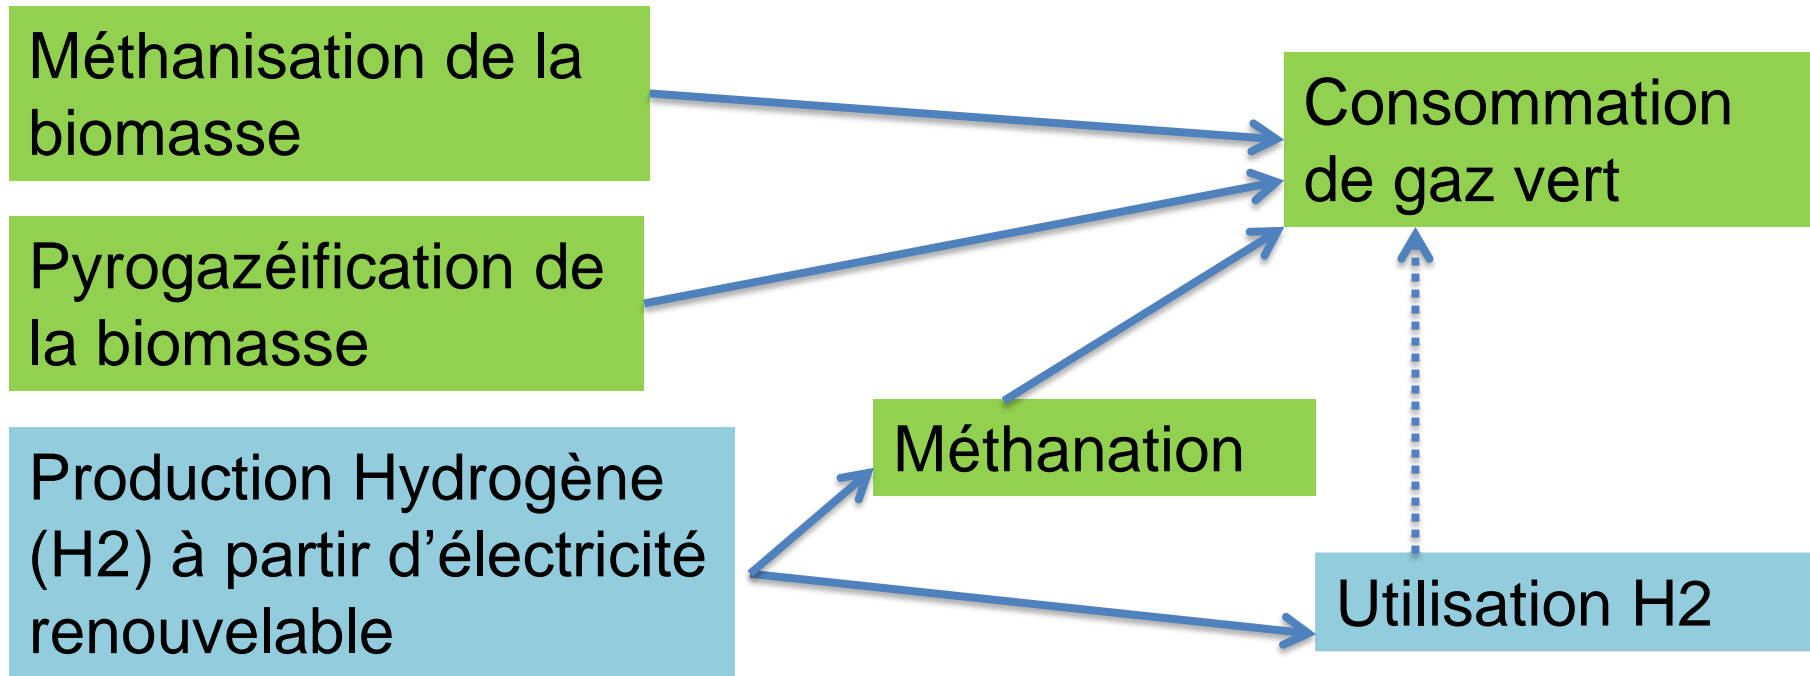 Méthanisation de la
biomasse
Consommation
de gaz vert
Pyrogazéification de
la biomasse
Méthanation
Production Hydrogène
(H2) à partir d’électricité
renouvelable
Utilisation H2